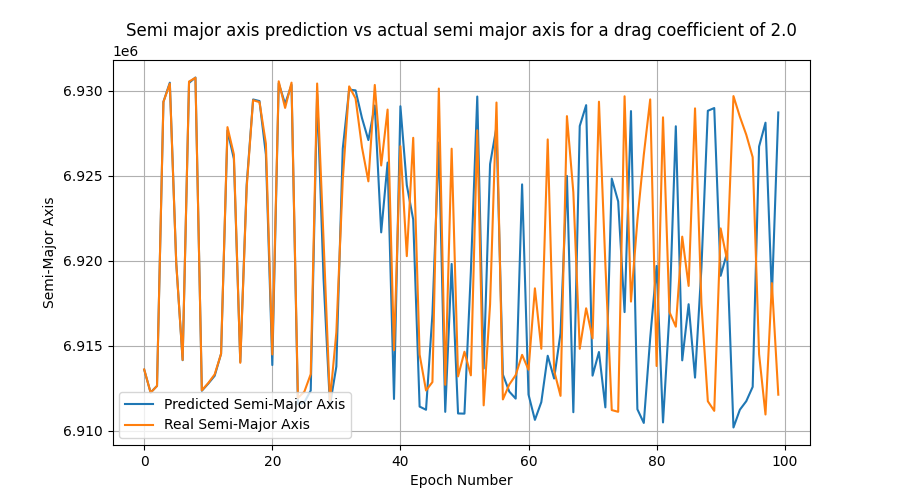 Semi major axis prediction vs actual semi major axis for a drag coefficient of 2.0
1e6
6.930
6.925
6.920
6.915
6.910
Semi-Major Axis
Predicted Semi-Major Axis
Real Semi-Major Axis
0 20 40 60 80 100
Epoch Number